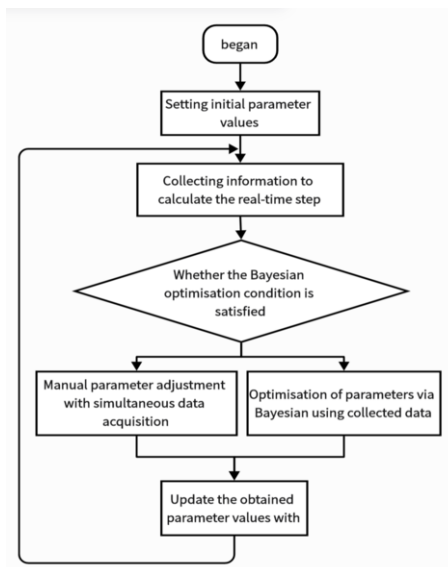 began
Setting initial parameter
values
Collecting information to
calculate the real-time step
Whether the Bayesian
optimisation condition is
satisfied
Manual parameter adjustment
with simultaneous data
acquisition
Optimisation of parameters via
Bayesian using collected data
Update the obtained
parameter values with